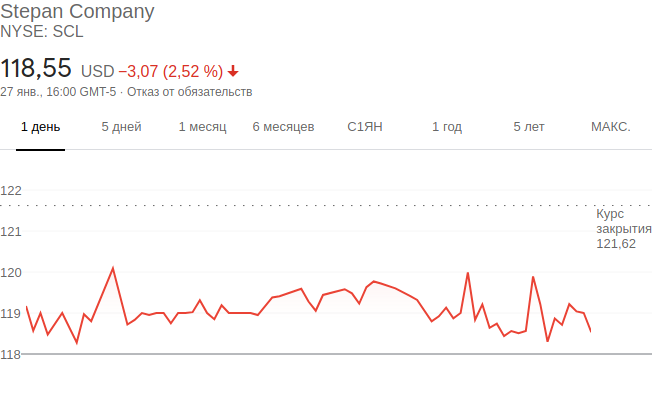 Stepan Company
NYSE: SCL
118,55 USD −3,07 (2,52 %)
27 янв., 16:00 GMT-5 · Отказ от обязательств
1 день 5 дней 1 месяц 6 месяцев С1ЯН 1 год 5 лет МАКС.
122
121
120
119
118
Курс
закрытия
121,62